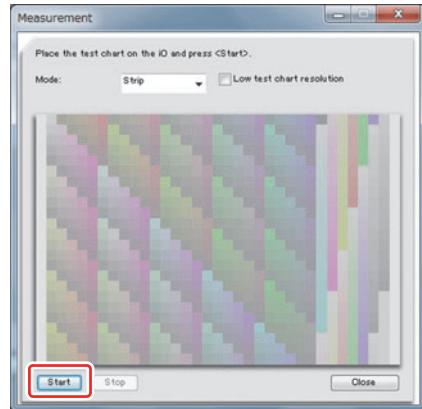 Measurement
Place the test chart on the iO and press <Start>.
Mode: Strip Low test chart resolution
Start Stop Close